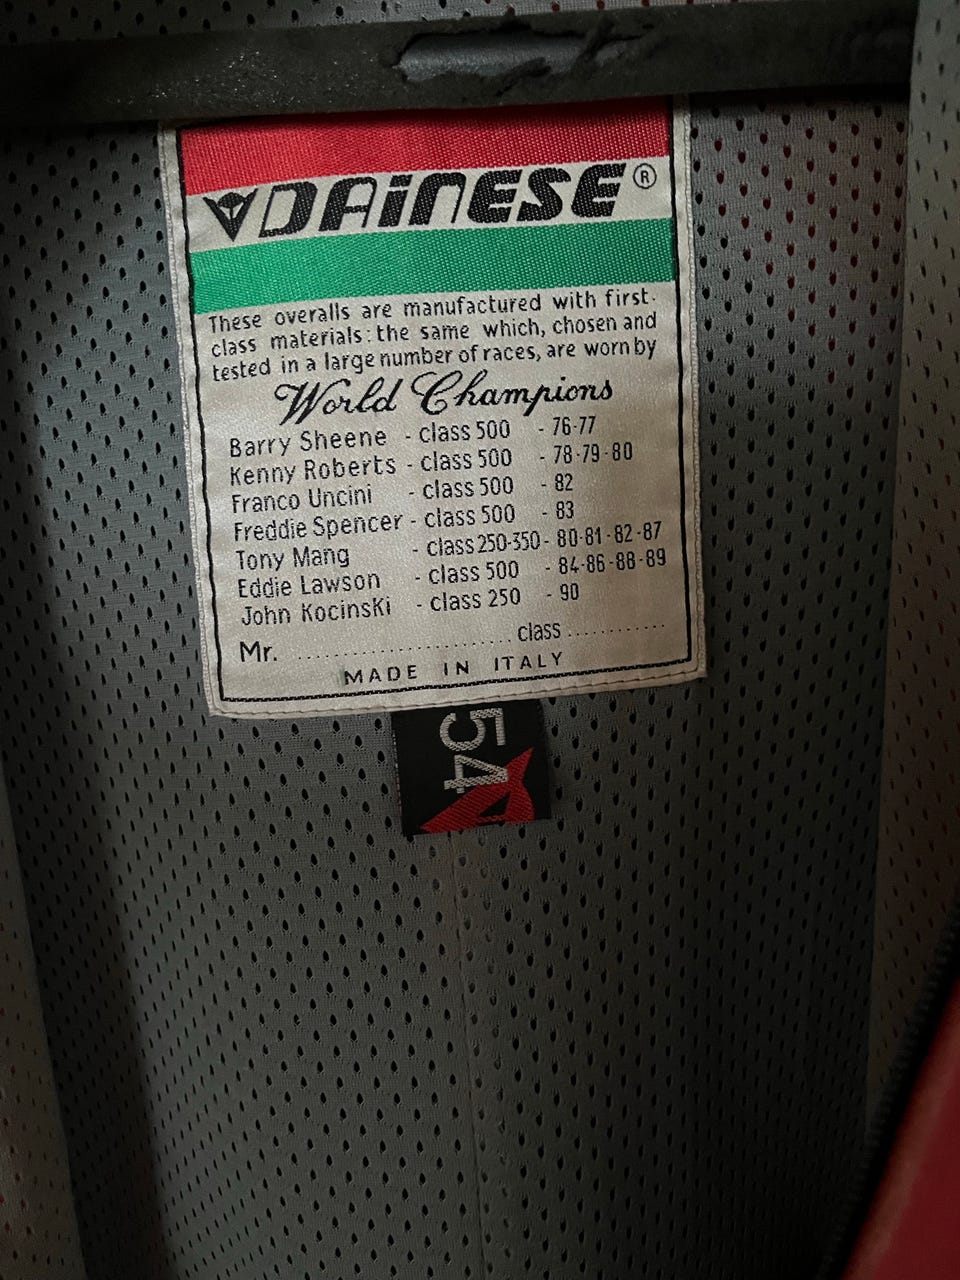 DAiNESE®
These overalls are manufactured with first-
class materials: the same which, chosen and
tested in a large number of races, are worn by
World Champions
Barry Sheene - class 500 - 76-77
Kenny Roberts - class 500 - 78-79-80
Franco Uncini - class 500 - 82
Freddie Spencer - class 500 - 83
Tony Mang - class 250-350 - 80-81-82-87
Eddie Lawson - class 500 - 84-86-88-89
John Kocinski - class 250 - 90
Mr. ........................ class ............
MADE IN ITALY
54